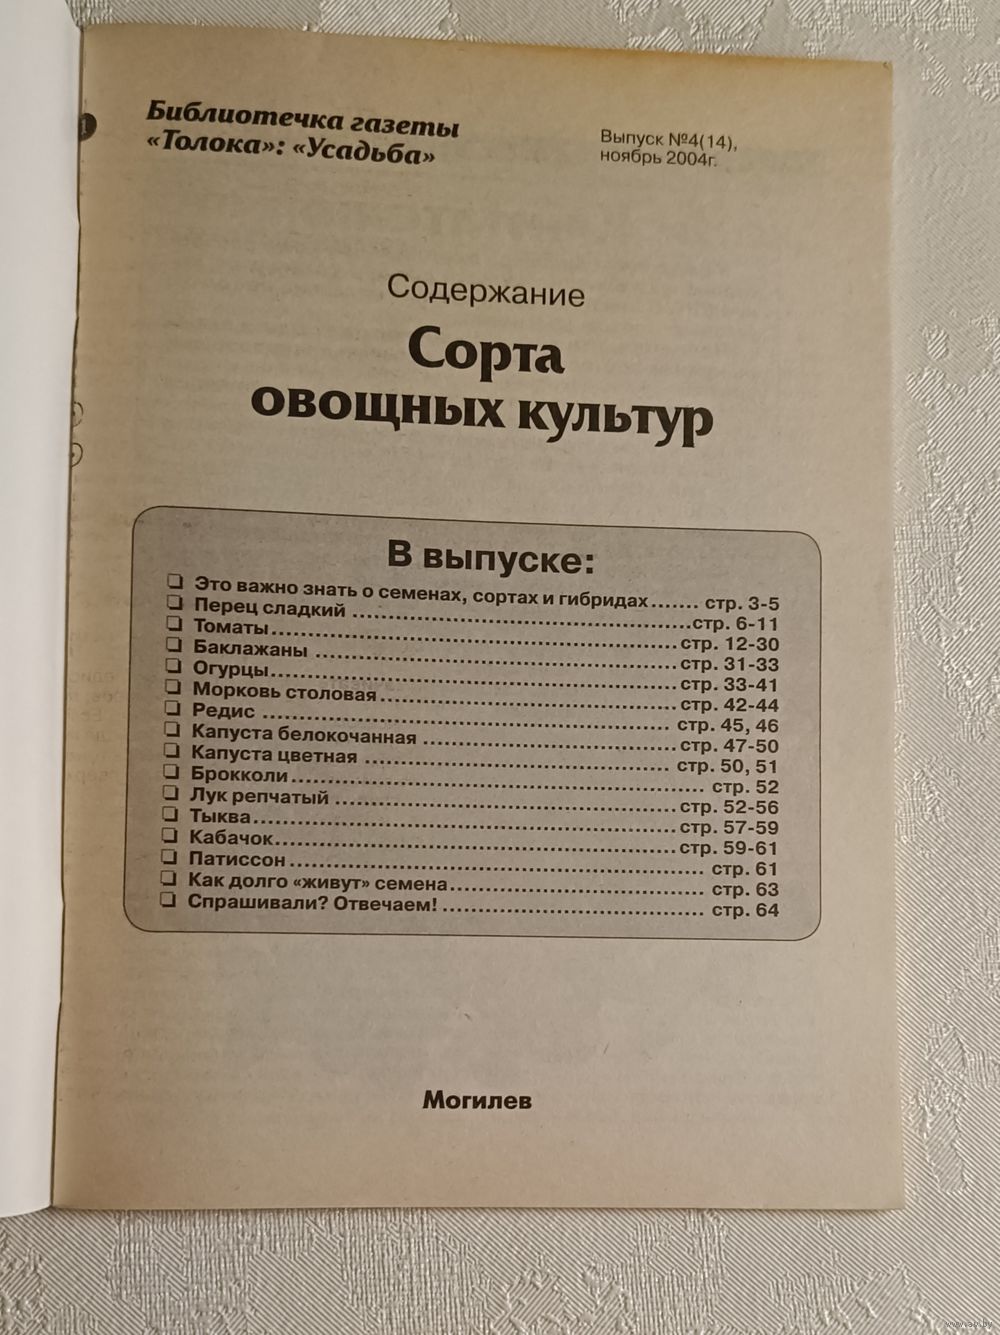 Библиотечка газеты
«Толока»: «Усадьба»
Выпуск №4(14),
ноябрь 2004г.
Содержание
Сорта
овощных культур
В выпуске:
❏ Это важно знать о семенах, сортах и гибридах....... стр. 3-5
❏ Перец сладкий ..................................................стр. 6-11
❏ Томаты............................................................стр. 12-30
❏ Баклажаны .....................................................стр. 31-33
❏ Огурцы............................................................стр. 33-41
❏ Морковь столовая...........................................стр. 42-44
❏ Редис ............................................................ стр. 45, 46
❏ Капуста белокочанная .....................................стр. 47-50
❏ Капуста цветная ............................................. стр. 50, 51
❏ Брокколи............................................................. стр. 52
❏ Лук репчатый ..................................................стр. 52-56
❏ Тыква..............................................................стр. 57-59
❏ Кабачок...........................................................стр. 59-61
❏ Патиссон............................................................. стр. 61
❏ Как долго «живут» семена..................................... стр. 63
❏ Спрашивали? Отвечаем! ...................................... стр. 64
Могилев
www.ay.by